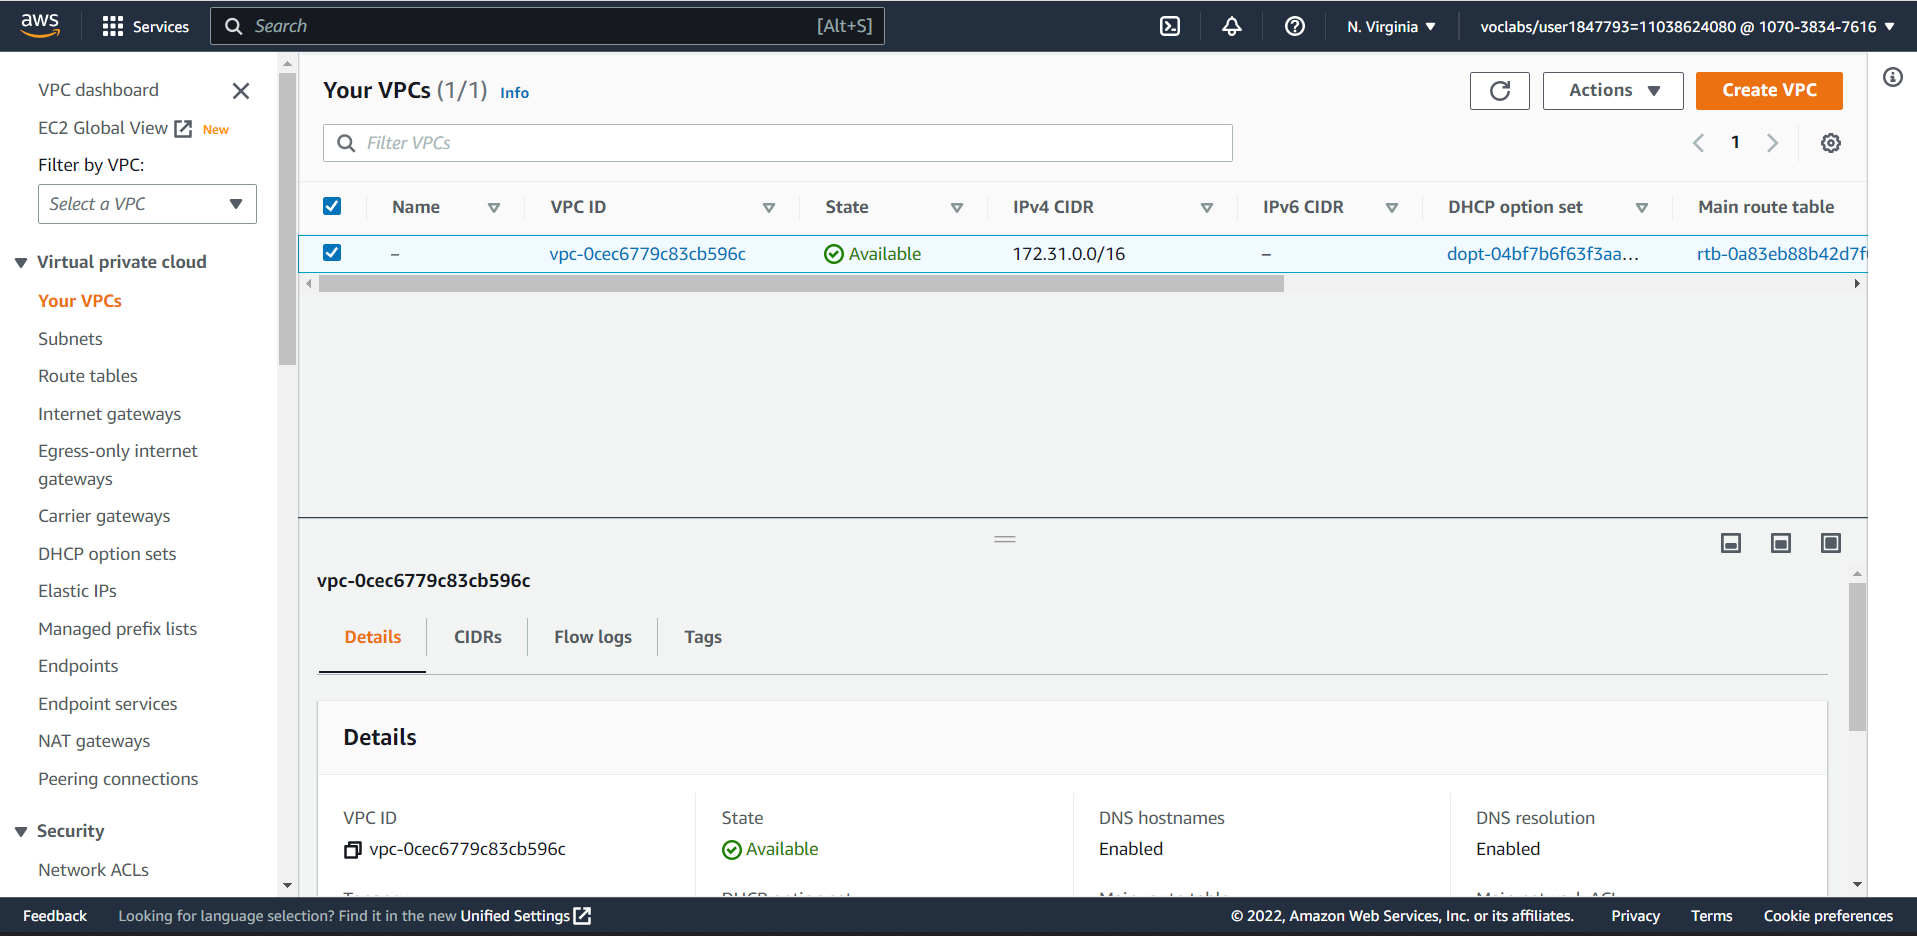 aws
Services
Search
[Alt+S]
N. Virginia
voclabs/user1847793=11038624080 @ 1070-3834-7616
VPC dashboard
EC2 Global View New
Filter by VPC:
Select a VPC
Virtual private cloud
Your VPCs
Subnets
Route tables
Internet gateways
Egress-only internet
gateways
Carrier gateways
DHCP option sets
Elastic IPs
Managed prefix lists
Endpoints
Endpoint services
NAT gateways
Peering connections
Security
Network ACLs
Your VPCs (1/1) Info
Actions
Create VPC
Filter VPCs
1
Name VPC ID State IPv4 CIDR IPv6 CIDR DHCP option set Main route table
– vpc-0cec6779c83cb596c Available 172.31.0.0/16 – dopt-04bf7b6f63f3aa... rtb-0a83eb88b42d7f
vpc-0cec6779c83cb596c
Details CIDRs Flow logs Tags
Details
VPC ID State DNS hostnames DNS resolution
vpc-0cec6779c83cb596c Available Enabled Enabled
Feedback Looking for language selection? Find it in the new Unified Settings
© 2022, Amazon Web Services, Inc. or its affiliates. Privacy Terms Cookie preferences